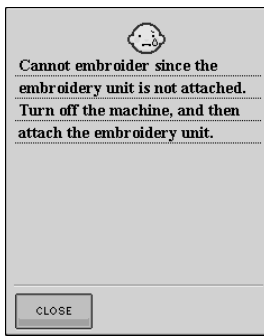 Cannot embroider since the
embroidery unit is not attached.
Turn off the machine, and then
attach the embroidery unit.
CLOSE